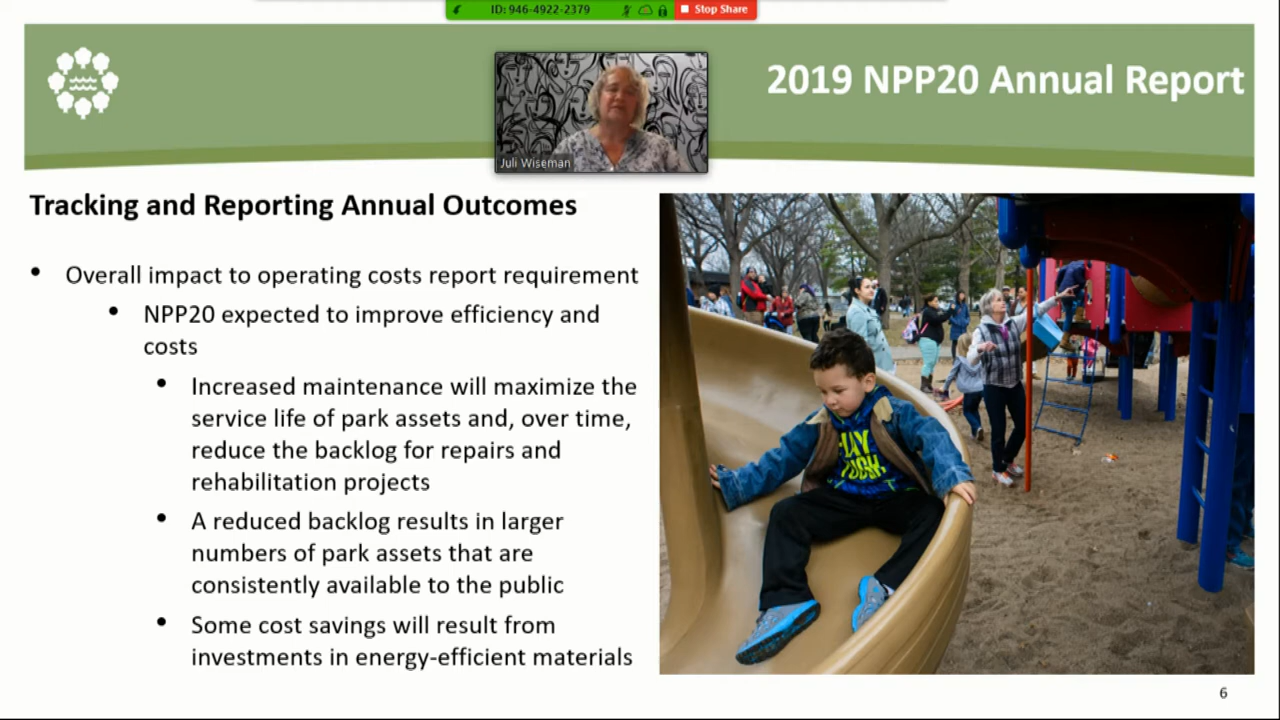 ID: 946-4922-2379
Stop Share
2019 NPP20 Annual Report
Juli Wiseman
Tracking and Reporting Annual Outcomes
• Overall impact to operating costs report requirement
• NPP20 expected to improve efficiency and
costs
• Increased maintenance will maximize the
service life of park assets and, over time,
reduce the backlog for repairs and
rehabilitation projects
• A reduced backlog results in larger
numbers of park assets that are
consistently available to the public
• Some cost savings will result from
investments in energy-efficient materials
6